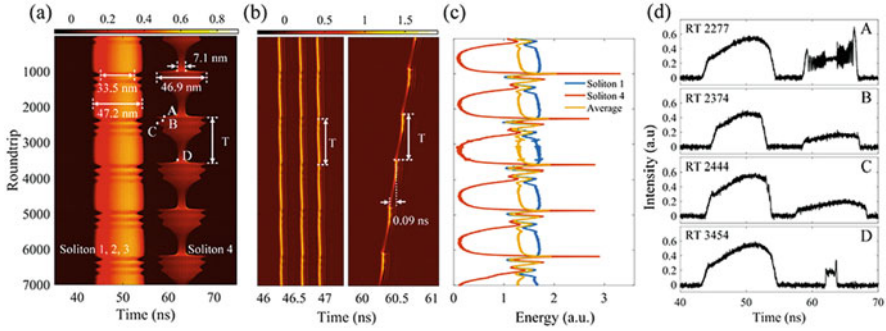 (a) (b) (c) (d)
0 0.2 0.4 0.6 0.8
0 0.5 1 1.5
Roundtrip
1000
2000
3000
4000
5000
6000
7000
7.1 nm
33.5 nm
46.9 nm
47.2 nm
A
B
C
D
T
Soliton 1, 2, 3
Soliton 4
40 50 60 70
Time (ns)
T
T
0.09 ns
46 46.5 47 60 60.5 61
Time (ns)
Soliton 1
Soliton 4
Average
0 1 2 3
Energy (a.u.)
Intensity (a.u)
RT 2277
A
0.6
0.4
0.2
0
RT 2374
B
RT 2444
C
RT 3454
D
40 50 60 70
Time (ns)